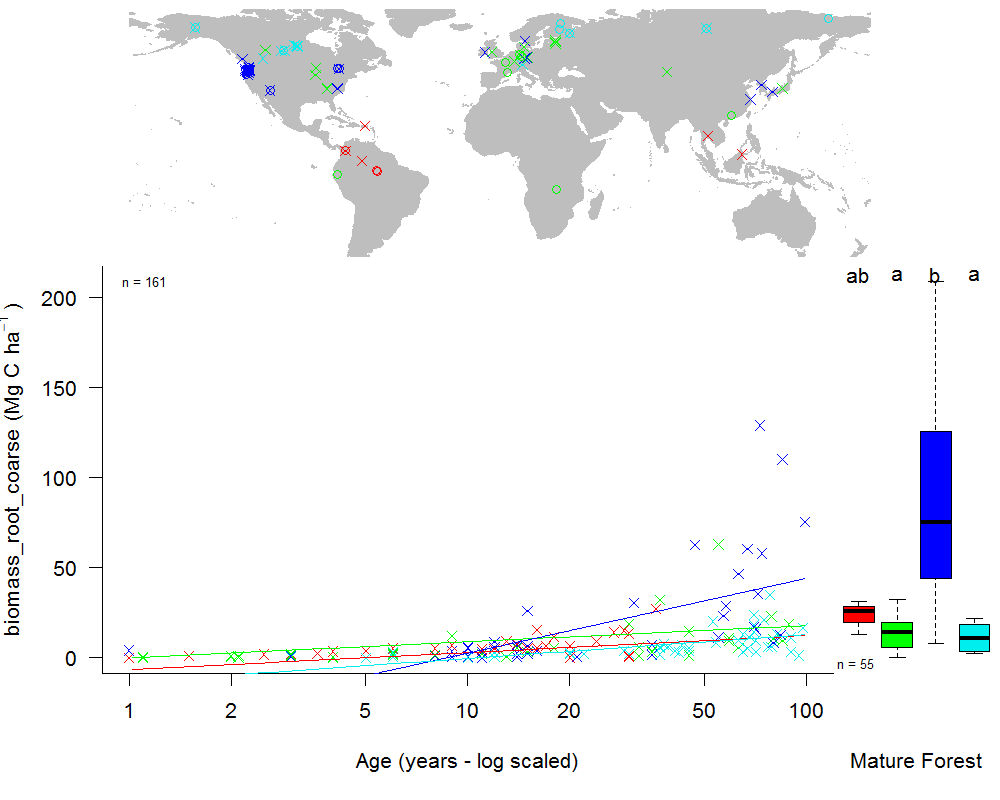 n = 161
ab a b a
biomass_root_coarse (Mg C ha⁻¹)
200
150
100
50
0
n = 55
1 2 5 10 20 50 100
Age (years - log scaled)
Mature Forest